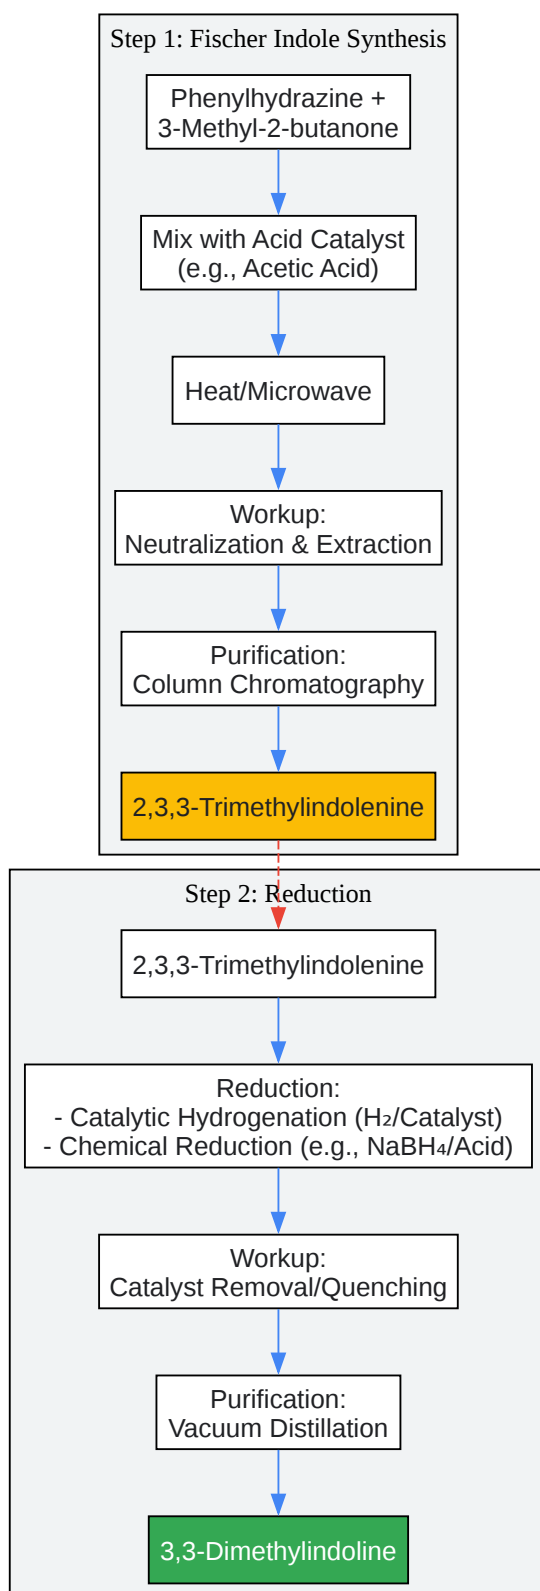 Step 1: Fischer Indole Synthesis
Phenylhydrazine +
3-Methyl-2-butanone
Mix with Acid Catalyst
(e.g., Acetic Acid)
Heat/Microwave
Workup:
Neutralization & Extraction
Purification:
Column Chromatography
2,3,3-Trimethylindolenine
Step 2: Reduction
2,3,3-Trimethylindolenine
Reduction:
- Catalytic Hydrogenation (H₂/Catalyst)
- Chemical Reduction (e.g., NaBH₄/Acid)
Workup:
Catalyst Removal/Quenching
Purification:
Vacuum Distillation
3,3-Dimethylindoline